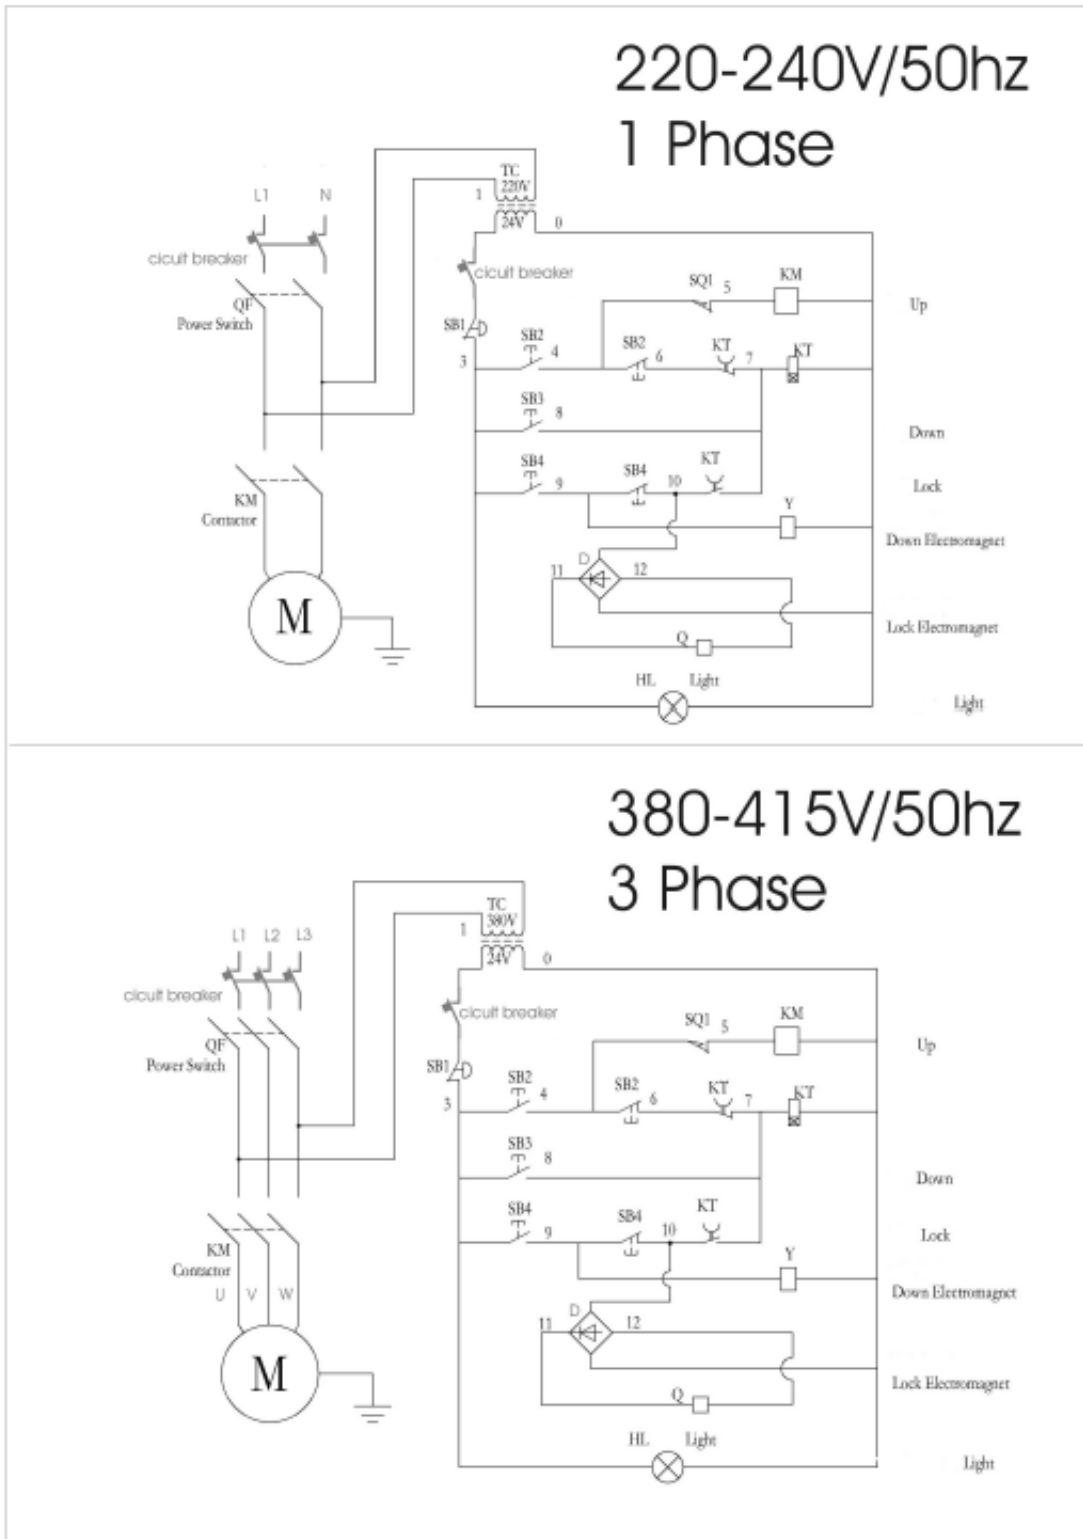 220-240V/50hz
1 Phase
TC
220V
1
24V
0
L1
N
cicuit breaker
cicuit breaker
QF
Power Switch
SB1
3
SQ1
5
KM
Up
SB2
4
SB2
6
KT
7
KT
SB3
8
Down
SB4
9
SB4
10
KT
Lock
KM
Contactor
Y
Down Electromagnet
D
11
12
M
Lock Electromagnet
Q
HL
Light
Light
380-415V/50hz
3 Phase
TC
380V
1
24V
0
L1
L2
L3
cicuit breaker
cicuit breaker
QF
Power Switch
SB1
3
SQ1
5
KM
Up
SB2
4
SB2
6
KT
7
KT
SB3
8
Down
SB4
9
SB4
10
KT
Lock
KM
Contactor
U
V
W
Y
Down Electromagnet
D
11
12
M
Lock Electromagnet
Q
HL
Light
Light